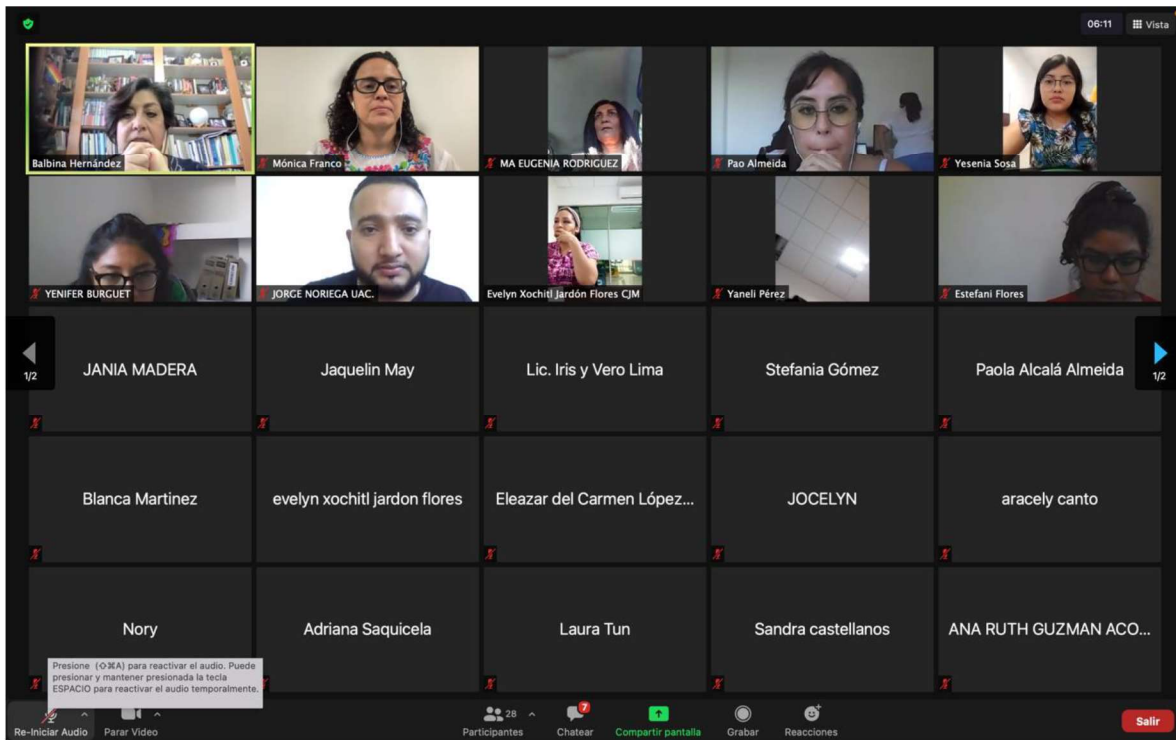 06:11
Vista
Balbina Hernández
Mónica Franco
MA EUGENIA RODRIGUEZ
Pao Almeida
Yesenia Sosa
YENIFER BURGUET
JORGE NORIEGA UAC.
Evelyn Xochitl Jardón Flores CJM
Yaneli Pérez
Estefani Flores
1/2
JANIA MADERA
Jaquelin May
Lic. Iris y Vero Lima
Stefania Gómez
Paola Alcalá Almeida
1/2
Blanca Martinez
evelyn xochitl jardon flores
Eleazar del Carmen López...
JOCELYN
aracely canto
Nory
Adriana Saquicela
Laura Tun
Sandra castellanos
ANA RUTH GUZMAN ACO...
Presione (⇧⌘A) para reactivar el audio. Puede
presionar y mantener presionada la tecla
ESPACIO para reactivar el audio temporalmente.
Re-Iniciar Audio
Parar Video
28
Participantes
7
Chatear
Compartir pantalla
Grabar
Reacciones
Salir